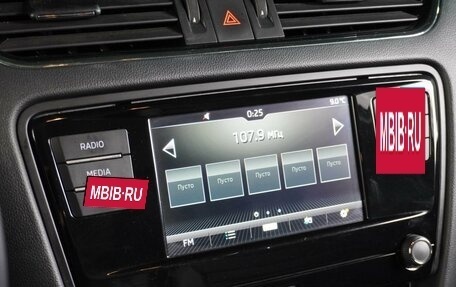 0:25
9.0 °C
107.9 МГц
RADIO
MEDIA
Пусто Пусто Пусто Пусто Пусто
FM
MBIB-RU
MBIB-RU